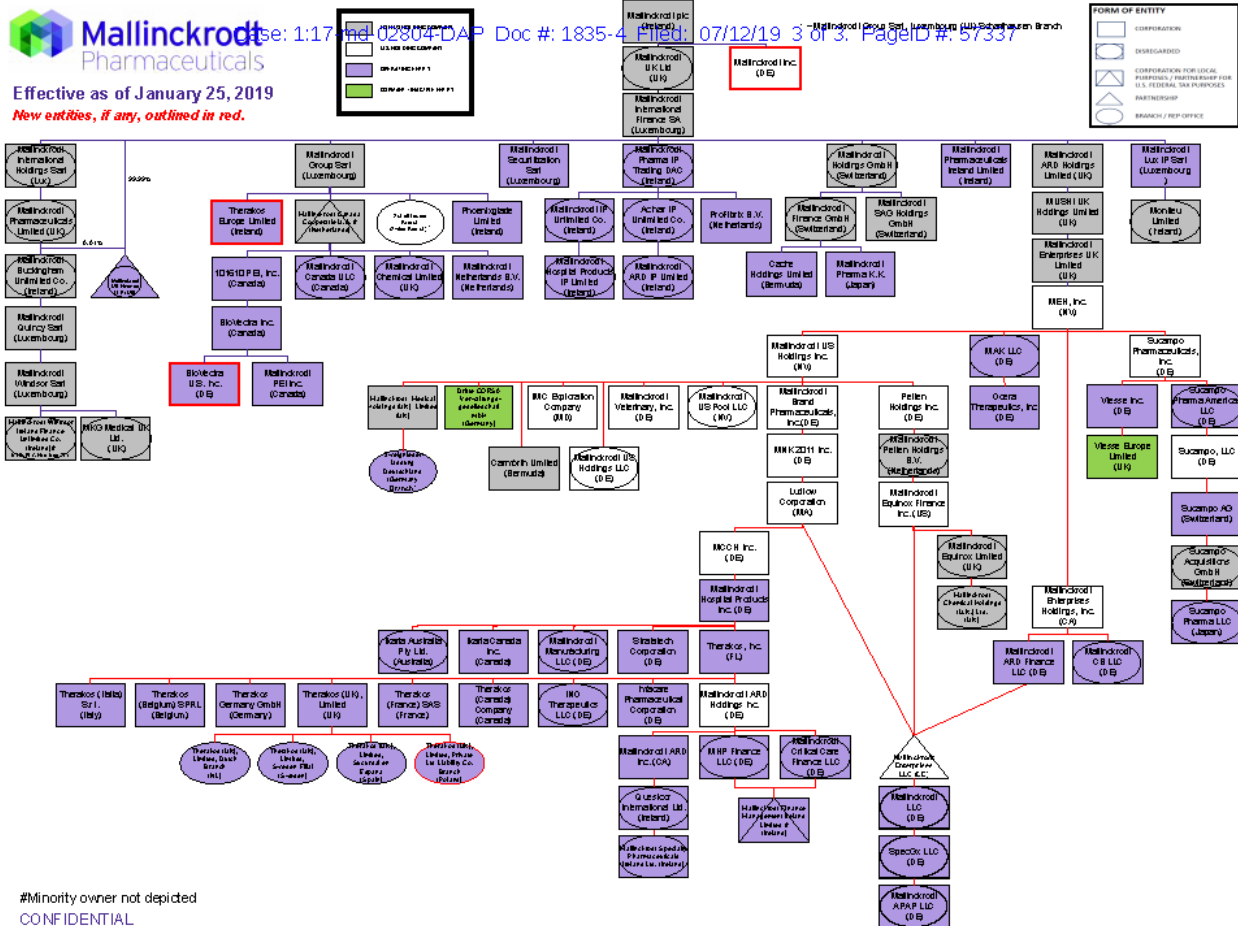 Mallinckrodt
Pharmaceuticals
Effective as of January 25, 2019
New entities, if any, outlined in red.
Case: 1:17-md-02804-DAP Doc #: 1835-4 Filed: 07/12/19 3 of 3. PageID #: 57337
FORM OF ENTITY
CORPORATION
DISREGARDED
CORPORATION FOR LOCAL
PURPOSES / PARTNERSHIP FOR
U.S. FEDERAL TAX PURPOSES
PARTNERSHIP
BRANCH / REP OFFICE
Mallinckrodt plc
(Ireland)
Mallinckrodt
UK Ltd
(UK)
Mallinckrodt Inc.
(DE)
Mallinckrodt
International
Finance SA
(Luxembourg)
Mallinckrodt
International
Holdings Sarl
(Lux)
Mallinckrodt
Group Sarl
(Luxembourg)
Mallinckrodt
Securitization
Sarl
(Luxembourg)
Mallinckrodt
Pharma IP
Trading DAC
(Ireland)
Mallinckrodt
Holdings GmbH
(Switzerland)
Mallinckrodt
Pharmaceuticals
Ireland Limited
(Ireland)
Mallinckrodt
ARD Holdings
Limited (UK)
Mallinckrodt
Lux IP Sarl
(Luxembourg
)
Mallinckrodt
Pharmaceuticals
Limited (UK)
Therakos
Europe Limited
(Ireland)
Phoenixglade
Limited
(Ireland)
Mallinckrodt IP
Unlimited Co.
(Ireland)
Achar IP
Unlimited Co.
(Ireland)
Profibrix B.V.
(Netherlands)
Mallinckrodt
Finance GmbH
(Switzerland)
Mallinckrodt
SAG Holdings
GmbH
(Switzerland)
MUSHI UK
Holdings Limited
(UK)
Monlieu
Limited
(Ireland)
Mallinckrodt
Buckingham
Unlimited Co.
(Ireland)
101610 PEI, Inc.
(Canada)
Mallinckrodt
Canada ULC
(Canada)
Mallinckrodt
Chemical Limited
(UK)
Mallinckrodt
Netherlands B.V.
(Netherlands)
Mallinckrodt
Hospital Products
IP Limited
(Ireland)
Mallinckrodt
ARD IP Limited
(Ireland)
Cache
Holdings Limited
(Bermuda)
Mallinckrodt
Pharma K.K.
(Japan)
Mallinckrodt
Enterprises UK
Limited
(UK)
MEH, Inc.
(NV)
Mallinckrodt
Quincy Sarl
(Luxembourg)
BioVectra Inc.
(Canada)
Mallinckrodt
Windsor Sarl
(Luxembourg)
BioVectra
U.S. Inc.
(DE)
Mallinckrodt
PEI Inc.
(Canada)
MKG Medical UK
Ltd.
(UK)
Mallinckrodt US
Holdings Inc.
(NV)
MAK LLC
(DE)
Sucampo
Pharmaceuticals,
Inc.
(DE)
IMC Exploration
Company
(MD)
Mallinckrodt
Veterinary, Inc.
(DE)
Mallinckrodt
US Pool LLC
(NV)
Mallinckrodt
Brand
Pharmaceuticals,
Inc.(DE)
Petten
Holdings Inc.
(DE)
Ocera
Therapeutics, Inc
(DE)
Vtesse Inc.
(DE)
Sucampo
Pharma Americas
LLC
(DE)
Carnforth Limited
(Bermuda)
Mallinckrodt US
Holdings LLC
(DE)
MNK 2011 Inc.
(DE)
Mallinckrodt
Petten Holdings
B.V.
(Netherlands)
Vtesse Europe
Limited
(UK)
Sucampo, LLC
(DE)
Ludlow
Corporation
(MA)
Mallinckrodt
Equinox Finance
Inc.(US)
Sucampo AG
(Switzerland)
MCCH Inc.
(DE)
Mallinckrodt
Equinox Limited
(UK)
Sucampo
Acquisitions
GmbH
(Switzerland)
Mallinckrodt
Hospital Products
Inc. (DE)
Mallinckrodt
Enterprises
Holdings, Inc.
(CA)
Sucampo
Pharma LLC
(Japan)
Ikaria Australia
Pty Ltd.
(Australia)
Ikaria Canada
Inc.
(Canada)
Mallinckrodt
Manufacturing
LLC (DE)
Stratatech
Corporation
(DE)
Therakos, Inc.
(FL)
Mallinckrodt
ARD Finance
LLC (DE)
Mallinckrodt
CB LLC
(DE)
Therakos (Italia)
S.r.l.
(Italy)
Therakos
(Belgium) SPRL
(Belgium)
Therakos
Germany GmbH
(Germany)
Therakos (UK),
Limited
(UK)
Therakos
(France) SAS
(France)
Therakos
(Canada)
Company
(Canada)
INO
Therapeutics
LLC (DE)
Infacare
Pharmaceutical
Corporation
(DE)
Mallinckrodt ARD
Holdings Inc.
(DE)
Mallinckrodt ARD
Inc. (CA)
MHP Finance
LLC (DE)
Mallinckrodt
Critical Care
Finance LLC
(DE)
Questcor
International Ltd.
(Ireland)
Mallinckrodt
LLC
(DE)
SpecGx LLC
(DE)
Mallinckrodt
APAP LLC
(DE)
#Minority owner not depicted
CONFIDENTIAL